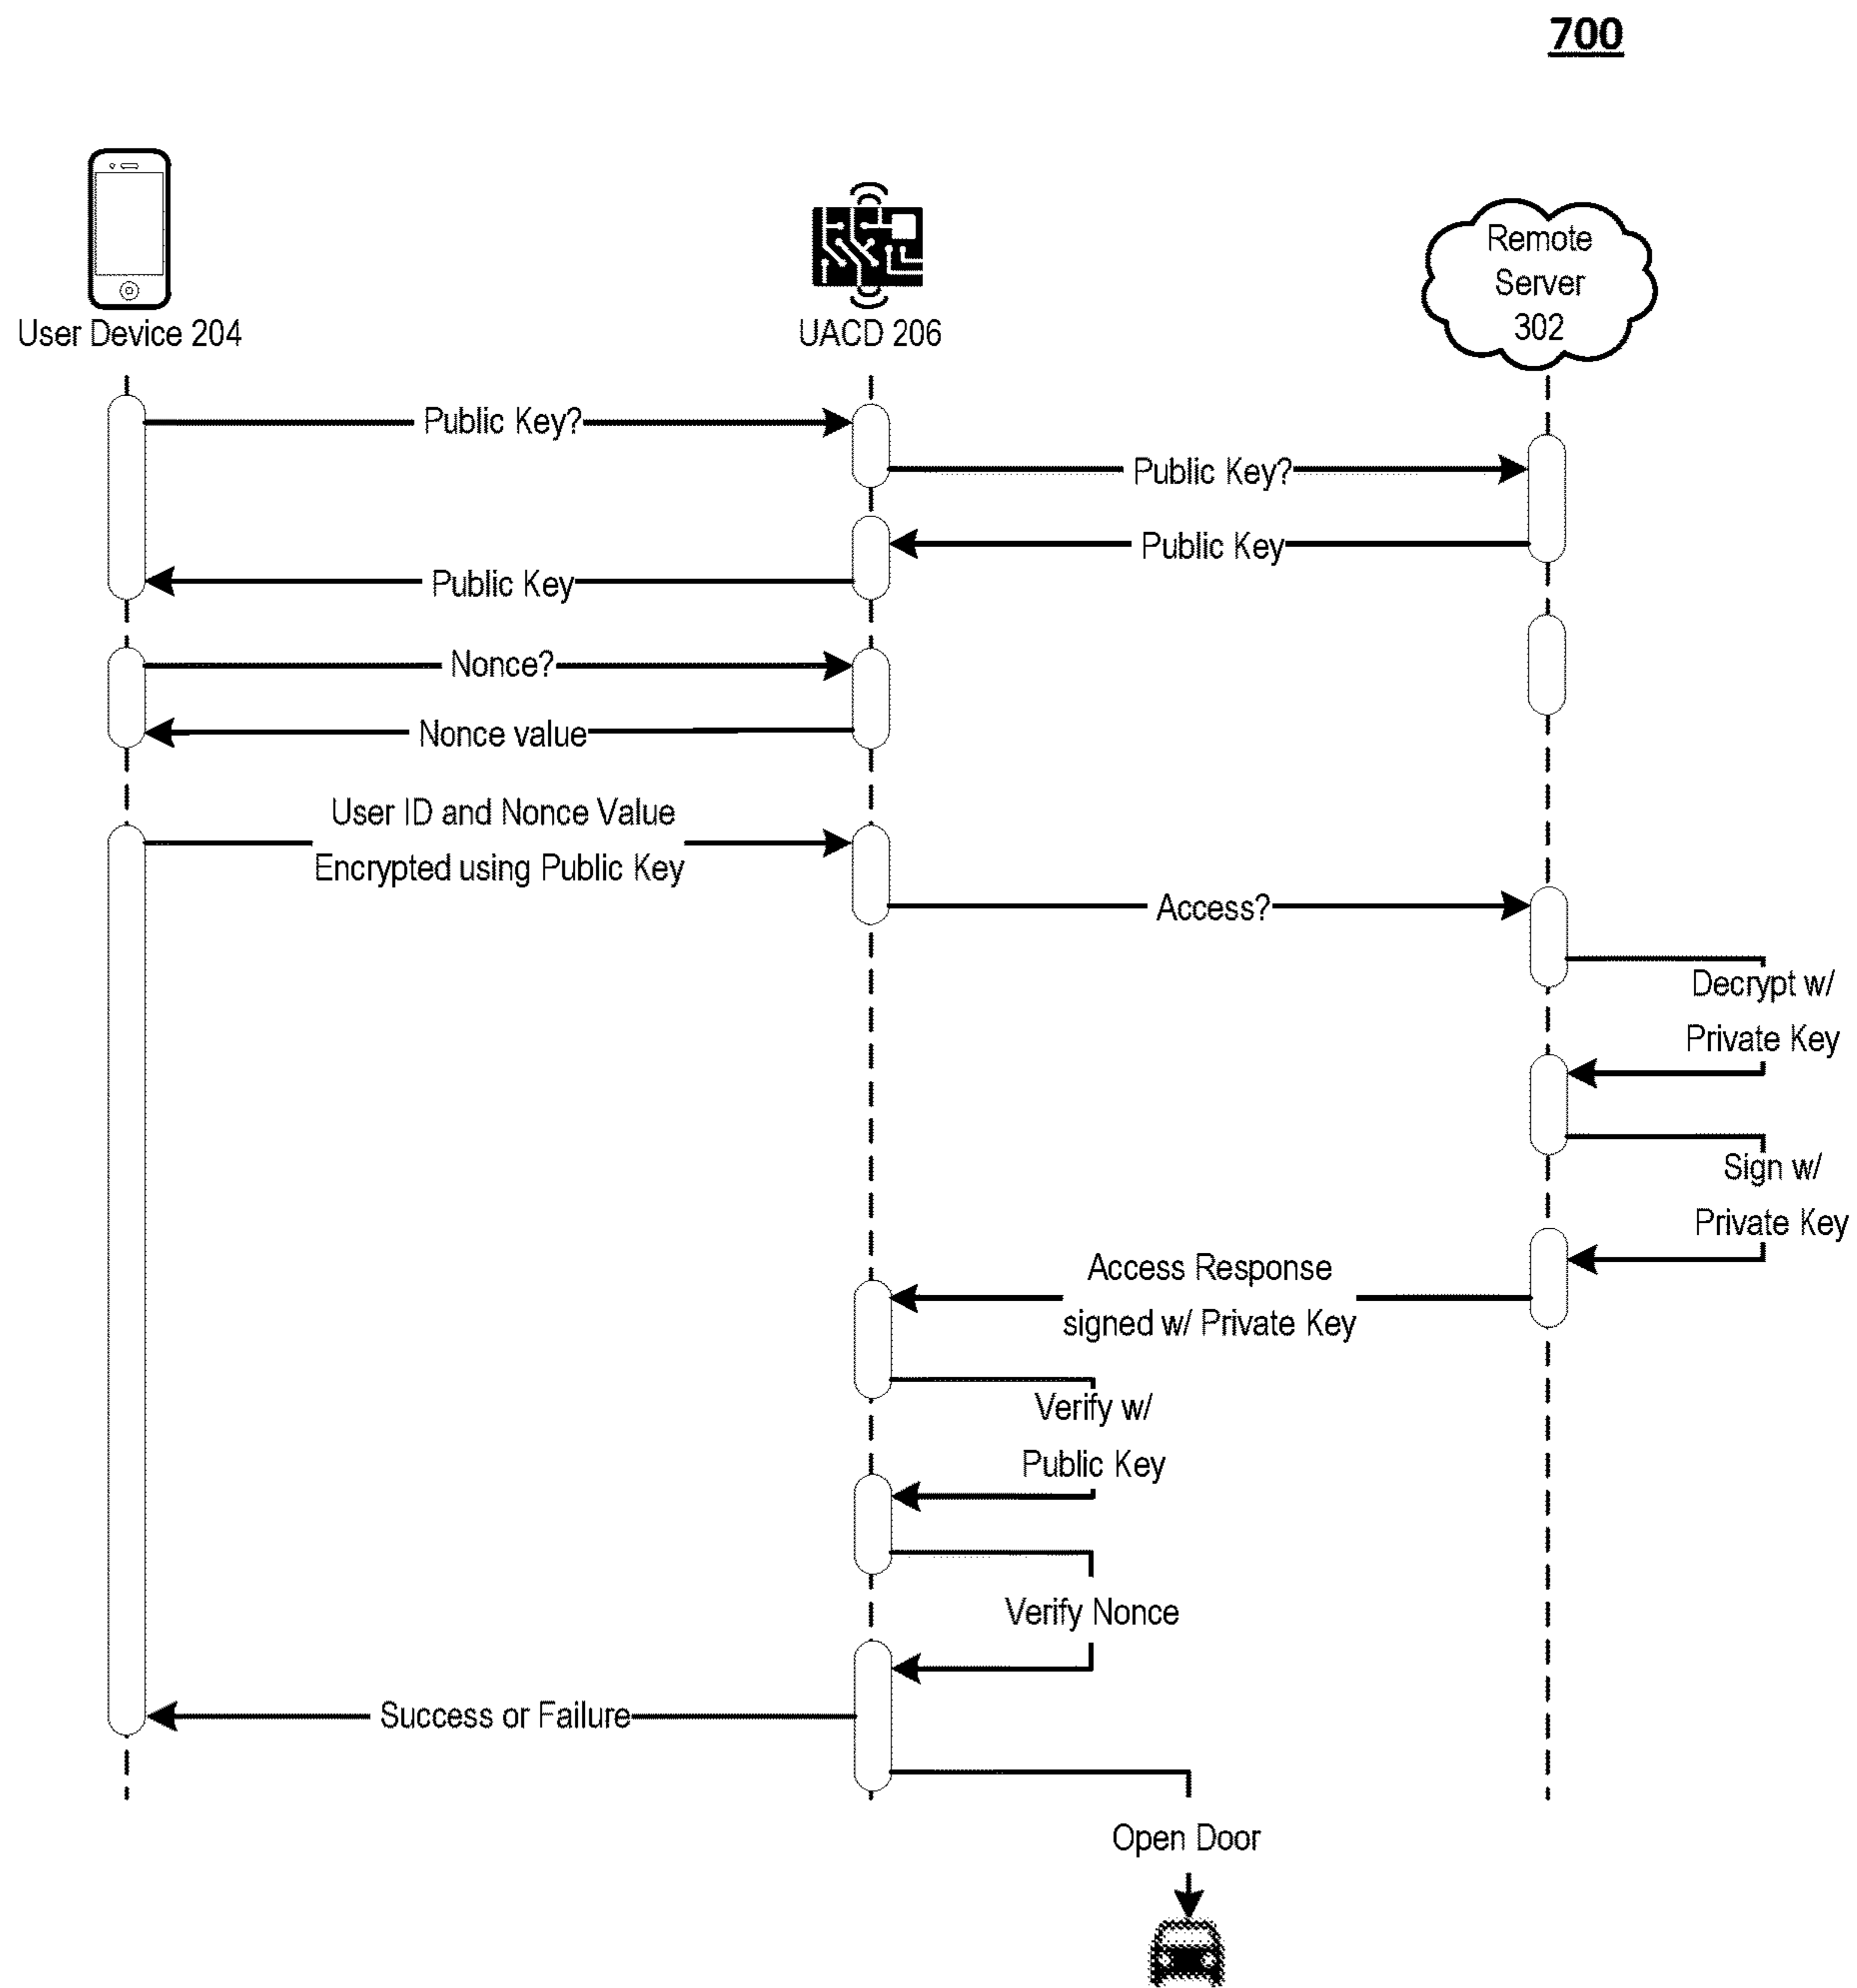 700
User Device 204
UACD 206
Remote
Server
302
Public Key?
Public Key?
Public Key
Public Key
Nonce?
Nonce value
User ID and Nonce Value
Encrypted using Public Key
Access?
Decrypt w/
Private Key
Sign w/
Private Key
Access Response
signed w/ Private Key
Verify w/
Public Key
Verify Nonce
Success or Failure
Open Door